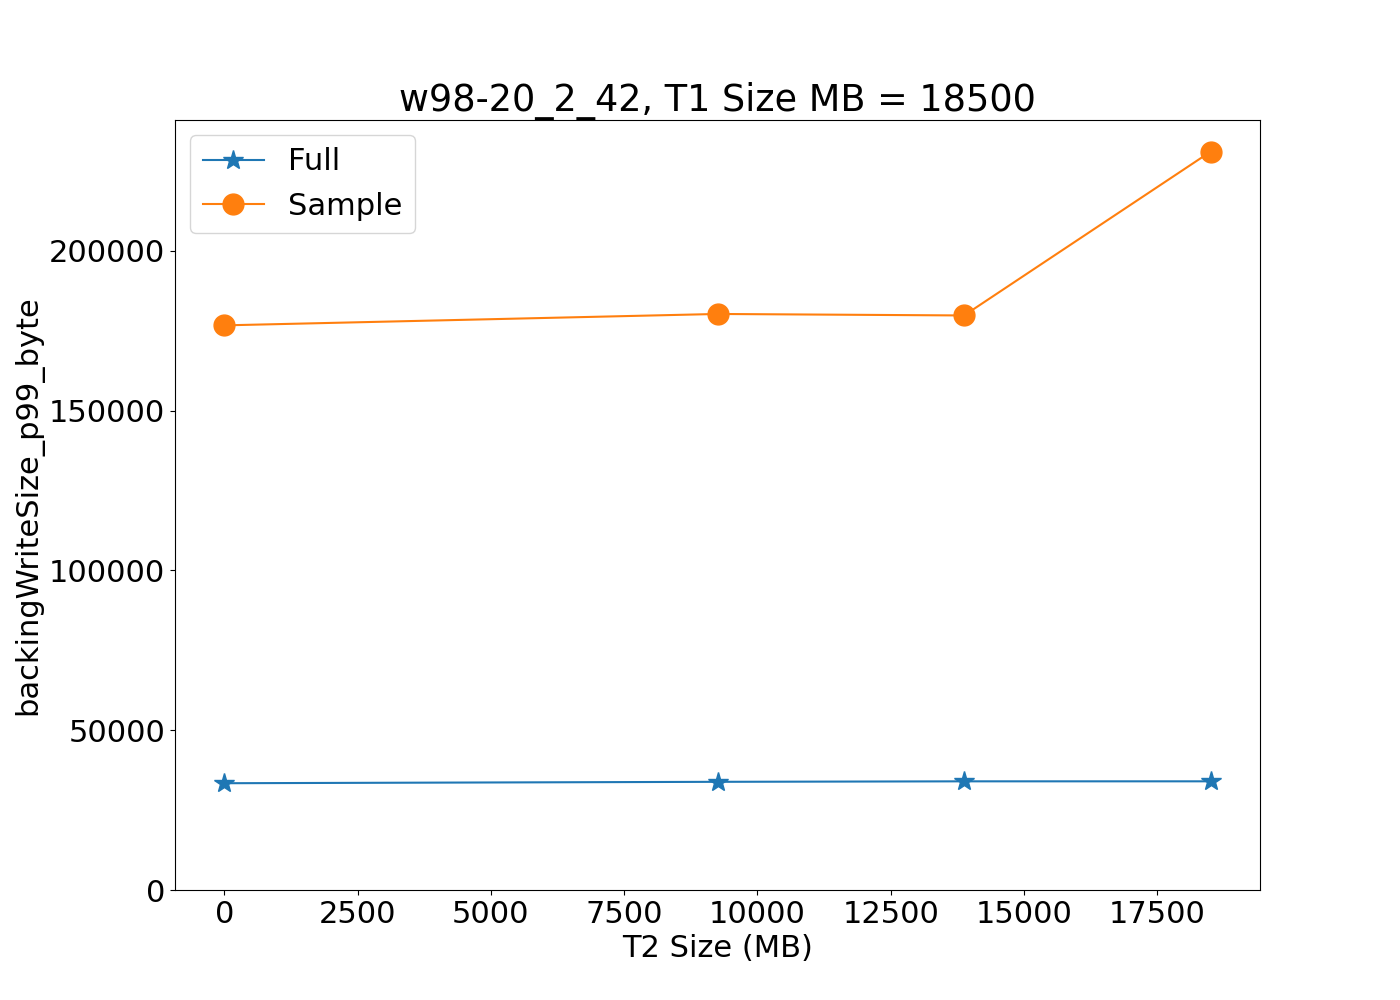 w98-20_2_42, T1 Size MB = 18500
Full
Sample
backingWriteSize_p99_byte
200000
150000
100000
50000
0
0 2500 5000 7500 10000 12500 15000 17500
T2 Size (MB)